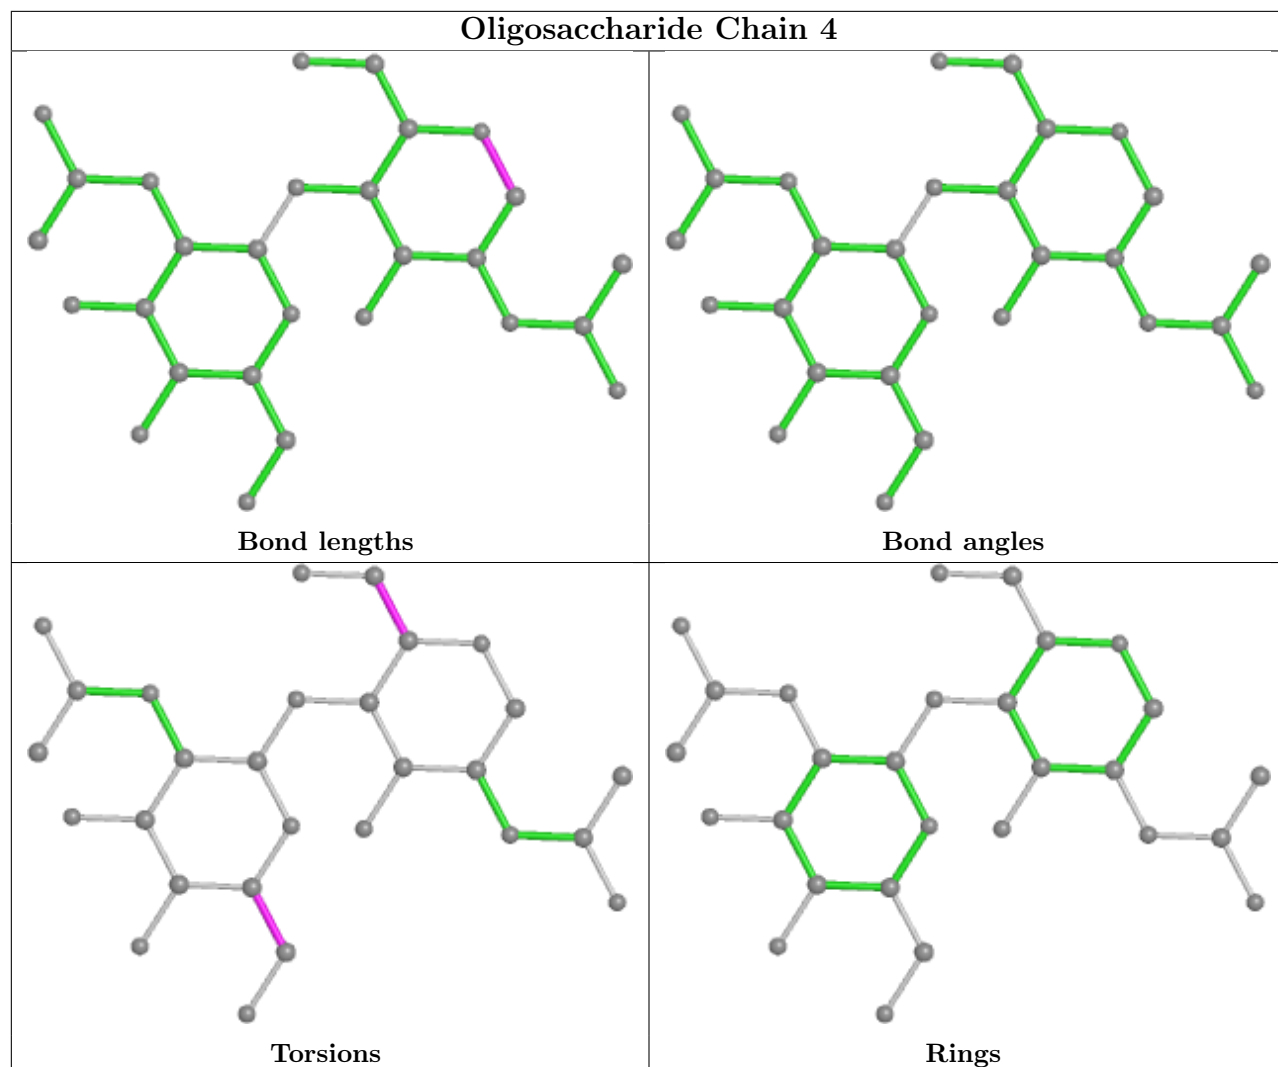 Oligosaccharide Chain 4
Bond lengths
Bond angles
Torsions
Rings